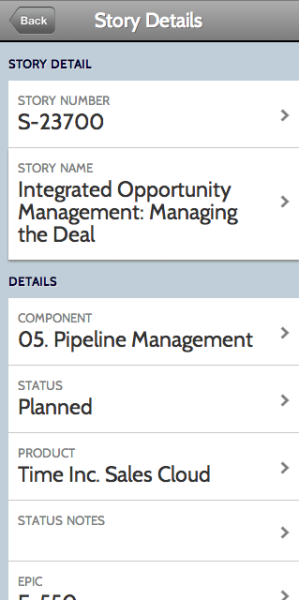 Back
Story Details
STORY DETAIL
STORY NUMBER
S-23700
STORY NAME
Integrated Opportunity
Management: Managing
the Deal
DETAILS
COMPONENT
05. Pipeline Management
STATUS
Planned
PRODUCT
Time Inc. Sales Cloud
STATUS NOTES
EPIC
E-550